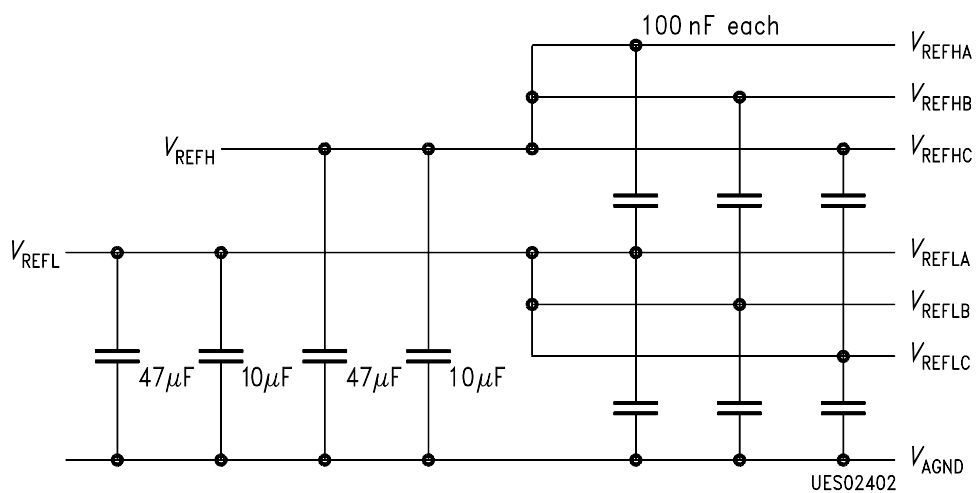 100 nF each
VREFHA
VREFHB
VREFH
VREFHC
VREFL
VREFLA
VREFLB
VREFLC
47μF 10μF 47μF 10μF
VAGND
UES02402